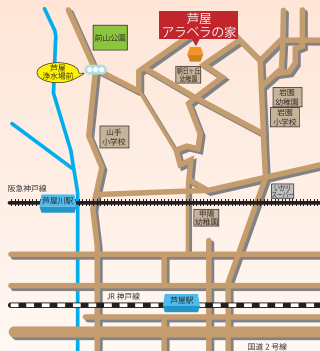 芦屋
アラベラの家
前山公園
芦屋
浄水場前
朝日ヶ丘
幼稚園
岩園
幼稚園
岩園
小学校
山手
小学校
いかり
スーパー
阪急神戸線
芦屋川駅
甲陽
幼稚園
JR 神戸線
芦屋駅
国道２号線